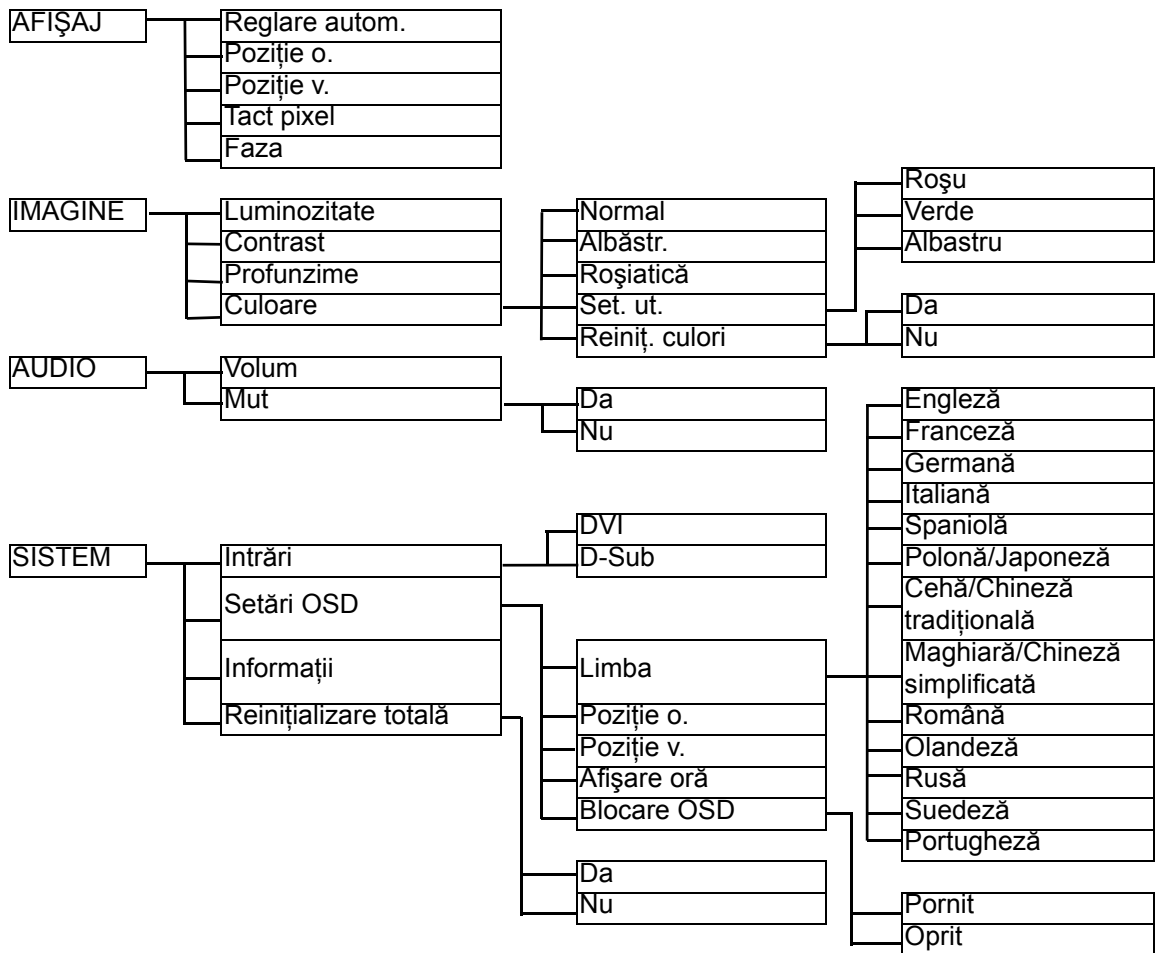 AFIŞAJ
Reglare autom.
Poziție o.
Poziție v.
Tact pixel
Faza
IMAGINE
Luminozitate
Contrast
Profunzime
Culoare
Normal
Albăstr.
Roşiatică
Set. ut.
Reiniț. culori
Roşu
Verde
Albastru
Da
Nu
AUDIO
Volum
Mut
Da
Nu
SISTEM
Intrări
Setări OSD
Informații
Reinițializare totală
DVI
D-Sub
Limba
Poziție o.
Poziție v.
Afişare oră
Blocare OSD
Da
Nu
Engleză
Franceză
Germană
Italiană
Spaniolă
Polonă/Japoneză
Cehă/Chineză
tradițională
Maghiară/Chineză
simplificată
Română
Olandeză
Rusă
Suedeză
Portugheză
Pornit
Oprit